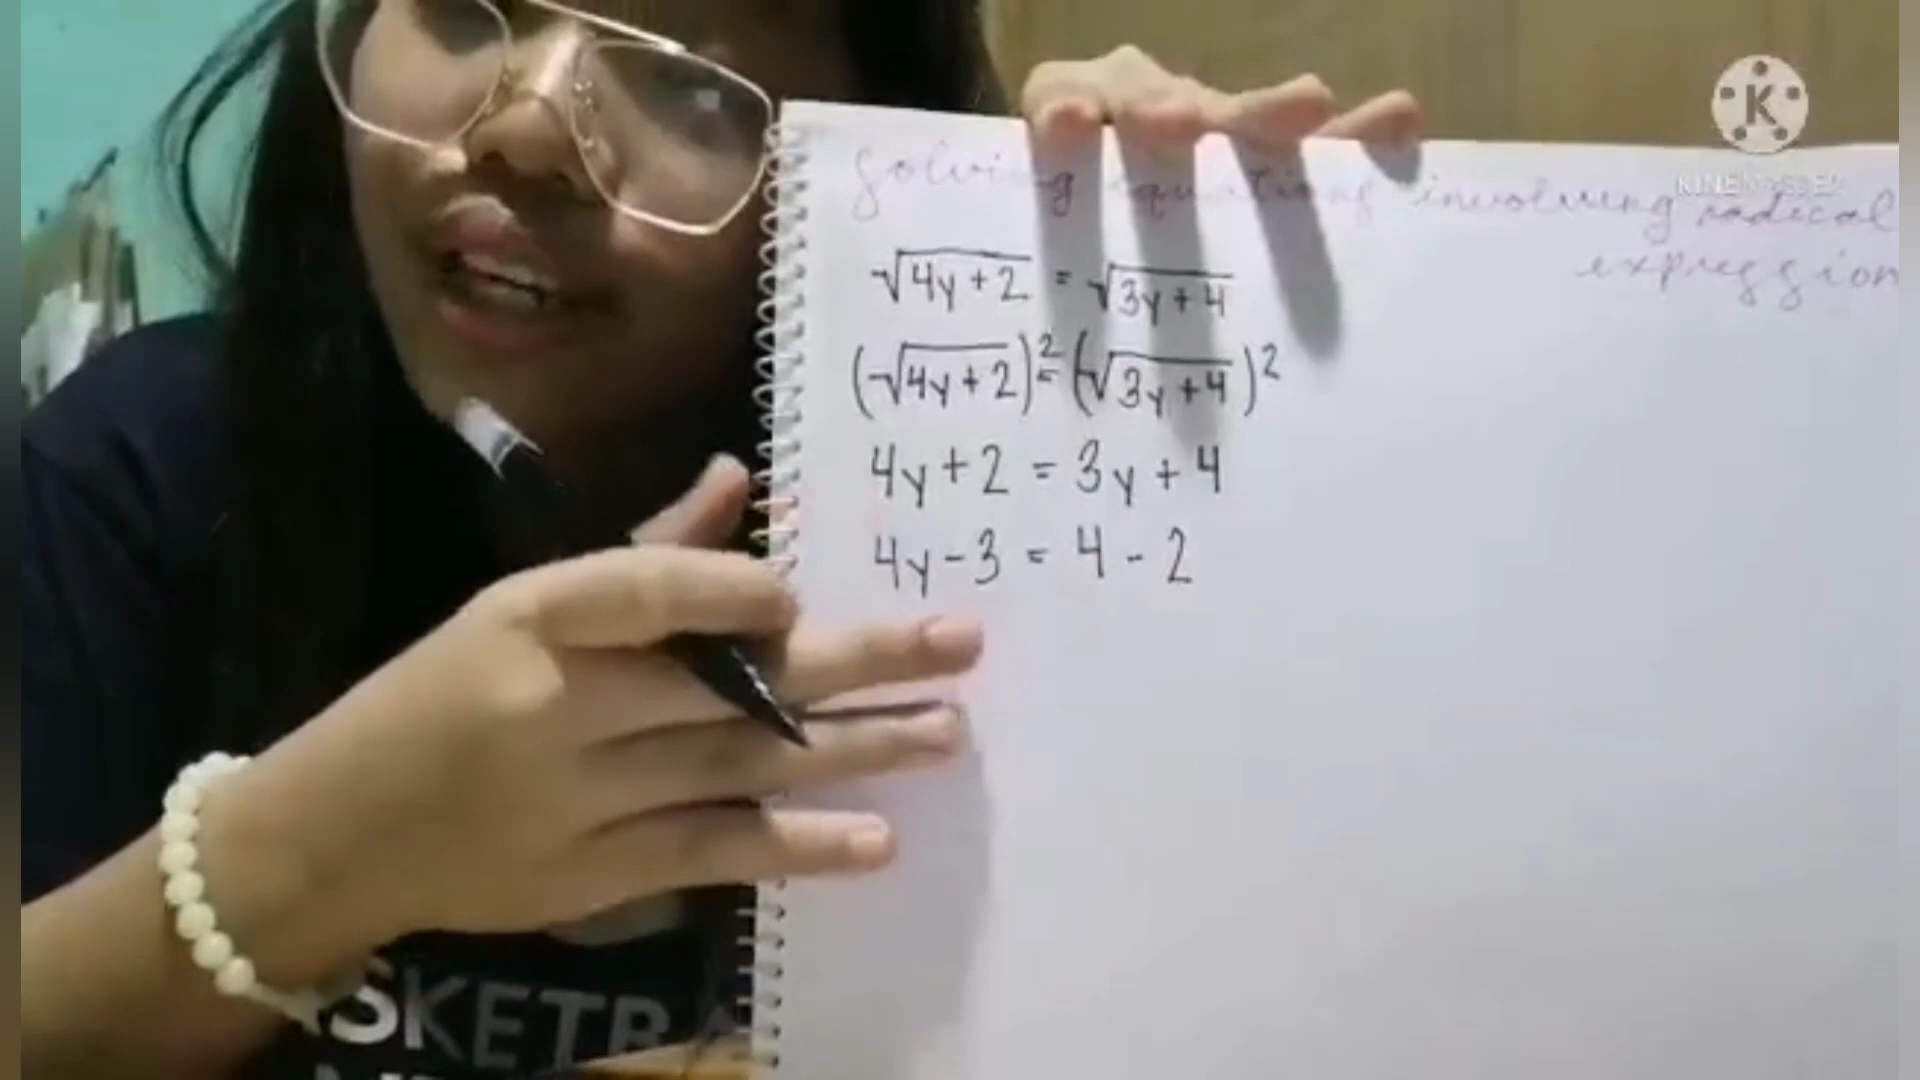 K
KINEMASTER
Solving equations involving radical
expression
√4y+2 = √3y+4
(√4y+2)² = (√3y+4)²
4y+2 = 3y+4
4y-3 = 4-2
SKETBA